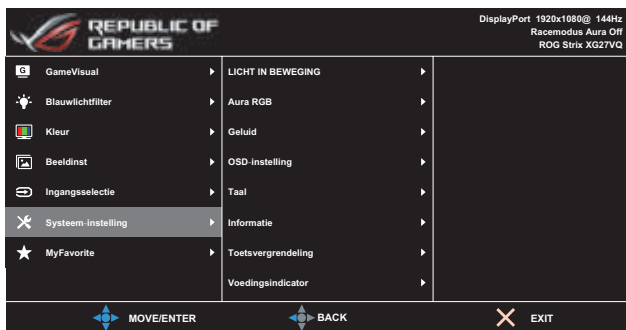 REPUBLIC OF
GAMERS
DisplayPort 1920x1080@ 144Hz
Racemodus Aura Off
ROG Strix XG27VQ
G GameVisual
Blauwlichtfilter
Kleur
Beeldinst
Ingangsselectie
Systeem-instelling
MyFavorite
LICHT IN BEWEGING
Aura RGB
Geluid
OSD-instelling
Taal
Informatie
Toetsvergrendeling
Voedingsindicator
MOVE/ENTER
BACK
EXIT